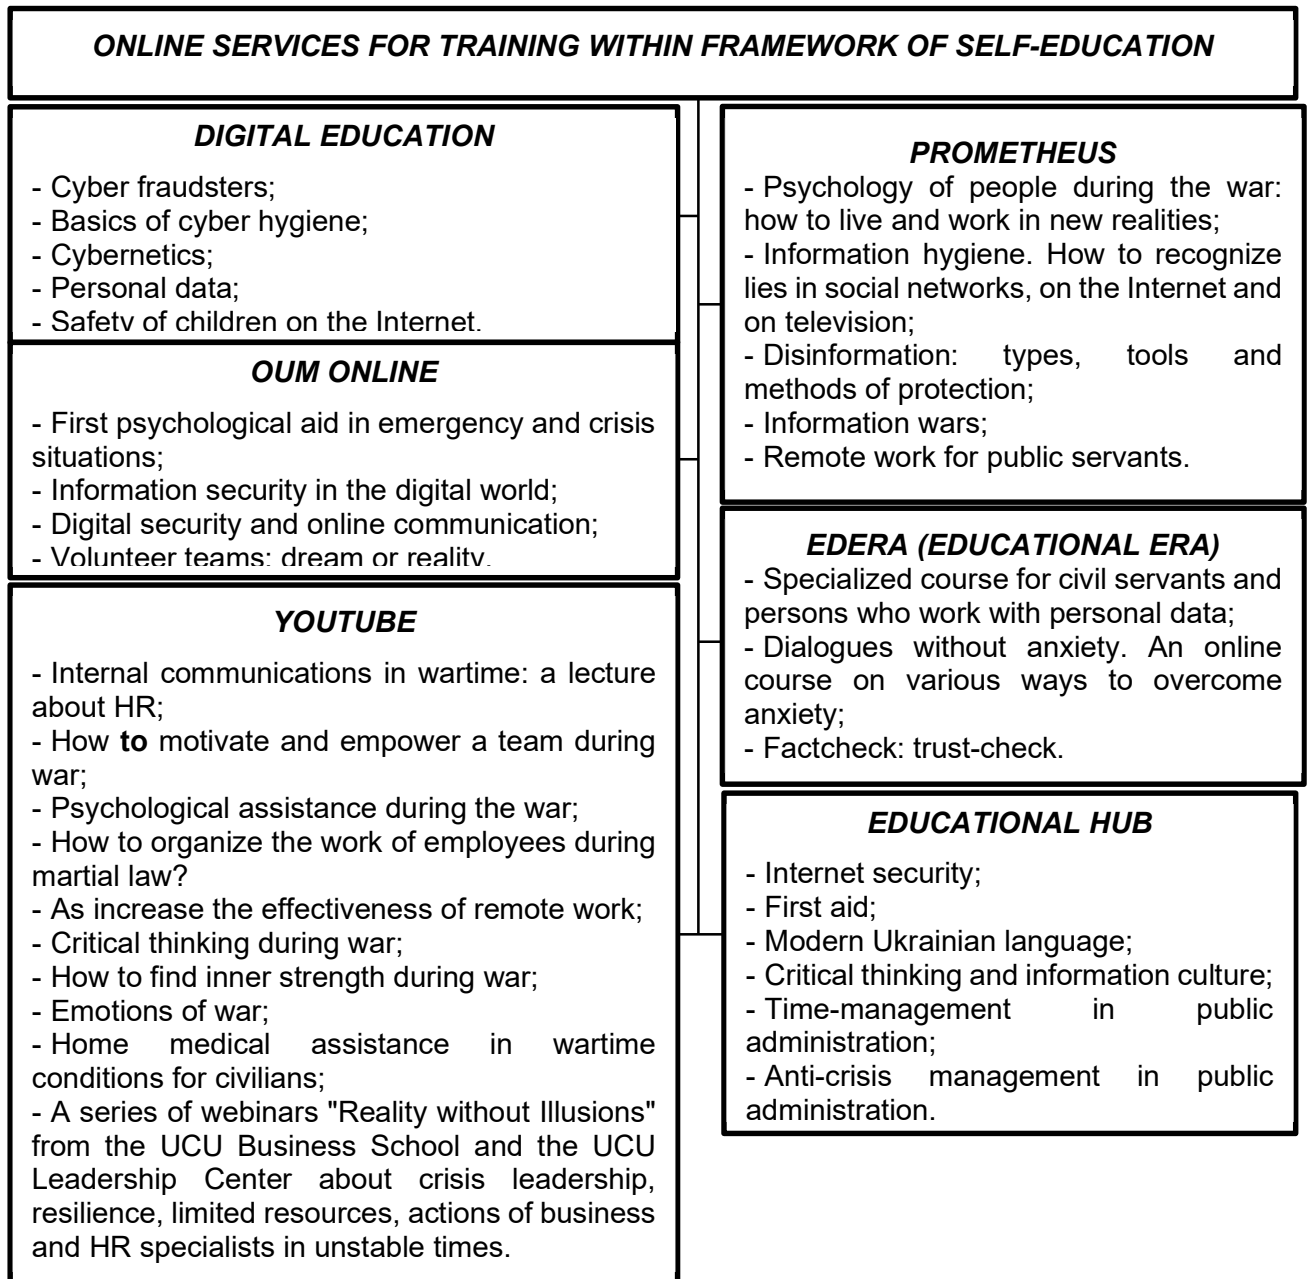 ONLINE SERVICES FOR TRAINING WITHIN FRAMEWORK OF SELF-EDUCATION
DIGITAL EDUCATION
- Cyber fraudsters;
- Basics of cyber hygiene;
- Cybernetics;
- Personal data;
- Safety of children on the Internet.
OUM ONLINE
- First psychological aid in emergency and crisis
situations;
- Information security in the digital world;
- Digital security and online communication;
- Volunteer teams: dream or reality.
YOUTUBE
- Internal communications in wartime: a lecture
about HR;
- How to motivate and empower a team during
war;
- Psychological assistance during the war;
- How to organize the work of employees during
martial law?
- As increase the effectiveness of remote work;
- Critical thinking during war;
- How to find inner strength during war;
- Emotions of war;
- Home medical assistance in wartime
conditions for civilians;
- A series of webinars "Reality without Illusions"
from the UCU Business School and the UCU
Leadership Center about crisis leadership,
resilience, limited resources, actions of business
and HR specialists in unstable times.
PROMETHEUS
- Psychology of people during the war:
how to live and work in new realities;
- Information hygiene. How to recognize
lies in social networks, on the Internet and
on television;
- Disinformation: types, tools and
methods of protection;
- Information wars;
- Remote work for public servants.
EDERA (EDUCATIONAL ERA)
- Specialized course for civil servants and
persons who work with personal data;
- Dialogues without anxiety. An online
course on various ways to overcome
anxiety;
- Factcheck: trust-check.
EDUCATIONAL HUB
- Internet security;
- First aid;
- Modern Ukrainian language;
- Critical thinking and information culture;
- Time-management in public
administration;
- Anti-crisis management in public
administration.